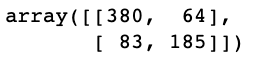 array([[380,  64],
       [ 83, 185]])